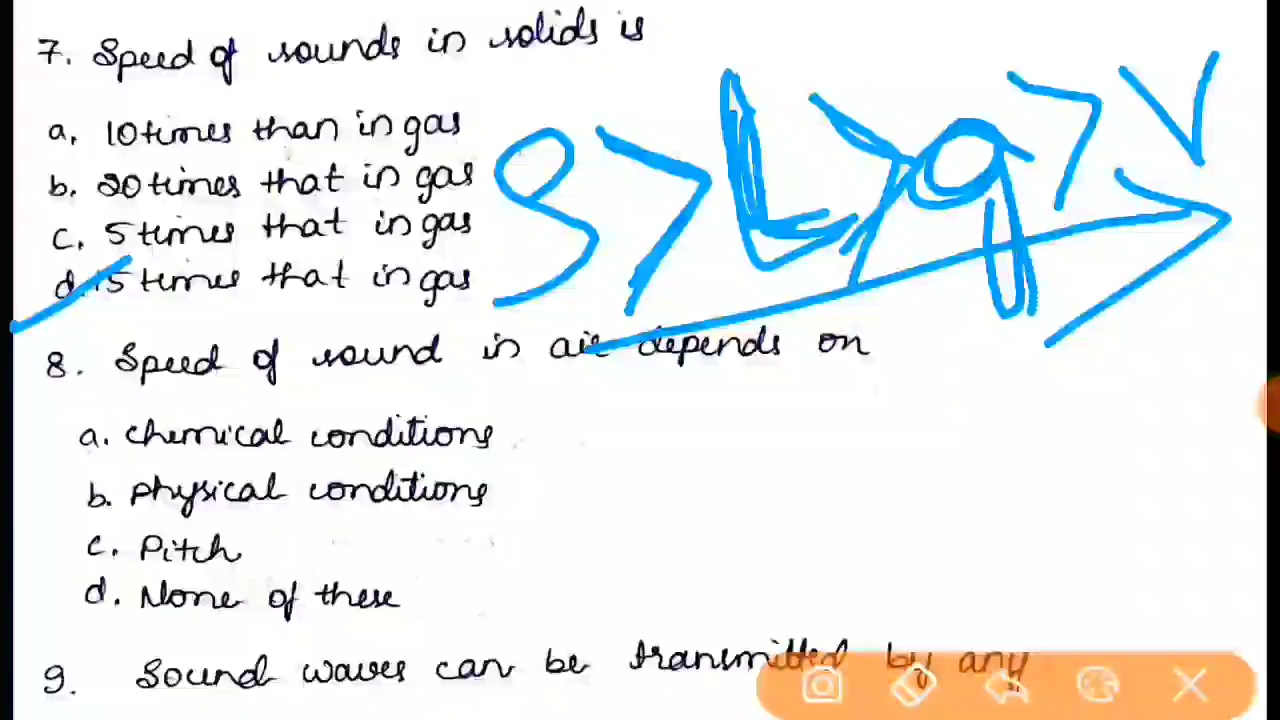 7. Speed of sounds in solids is
a. 10 times than in gas
b. 20 times that in gas
c. 5 times that in gas
d. 15 times that in gas
S > L > g > V
8. Speed of sound in air depends on
a. chemical conditions
b. physical conditions
c. Pitch
d. None of these
9. Sound waves can be transmitted by any